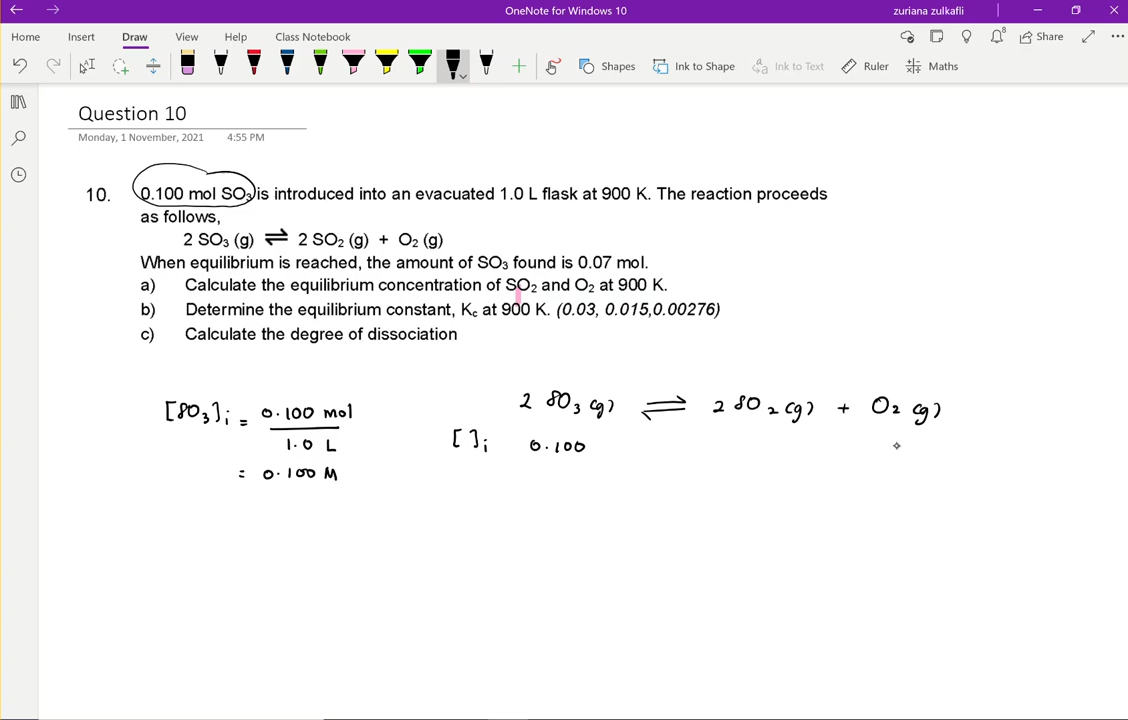 OneNote for Windows 10
zuriana zulkafli
Home Insert Draw View Help Class Notebook
8
Share
Shapes Ink to Shape Ink to Text Ruler Maths
Question 10
Monday, 1 November, 2021 4:55 PM
10. 0.100 mol SO₃ is introduced into an evacuated 1.0 L flask at 900 K. The reaction proceeds
as follows,
2 SO₃ (g) ⇌ 2 SO₂ (g) + O₂ (g)
When equilibrium is reached, the amount of SO₃ found is 0.07 mol.
a) Calculate the equilibrium concentration of SO₂ and O₂ at 900 K.
b) Determine the equilibrium constant, K꜀ at 900 K. (0.03, 0.015,0.00276)
c) Calculate the degree of dissociation
[SO₃]ᵢ = 0.100 mol
1.0 L
= 0.100 M
2 SO₃ (g) ⇌ 2 SO₂ (g) + O₂ (g)
[ ]ᵢ 0.100